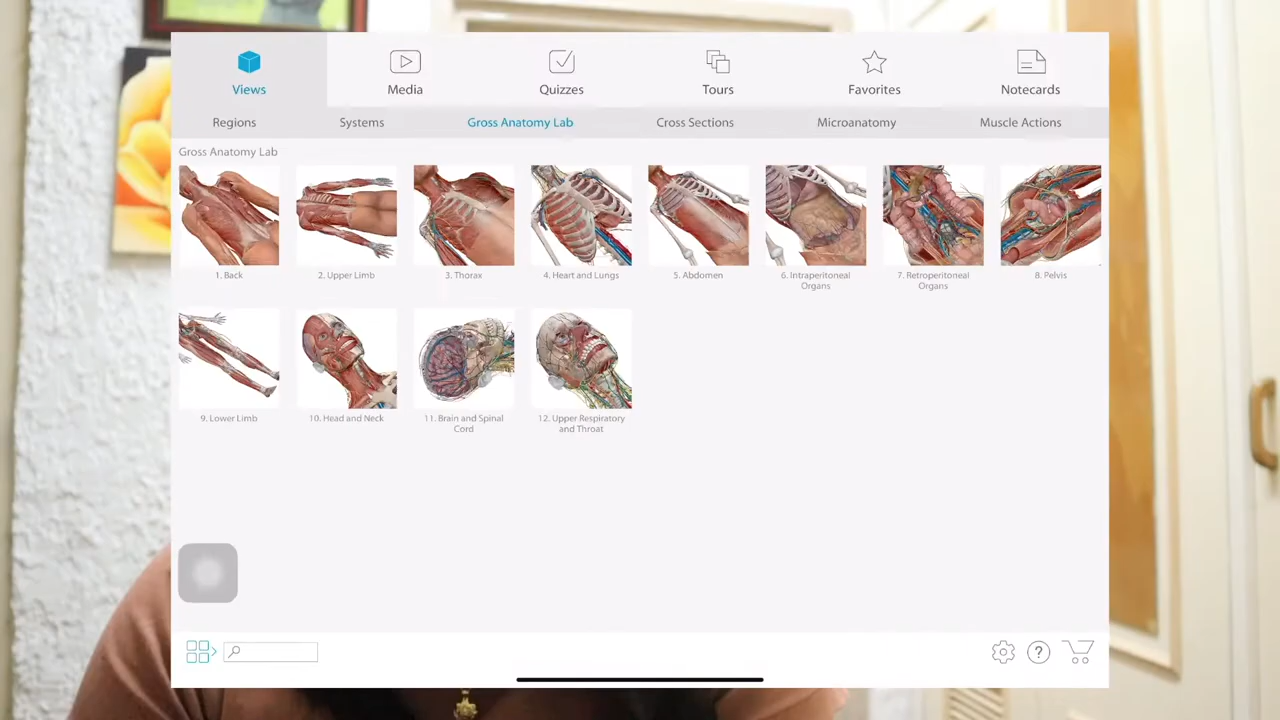 Views
Media
Quizzes
Tours
Favorites
Notecards
Regions
Systems
Gross Anatomy Lab
Cross Sections
Microanatomy
Muscle Actions
Gross Anatomy Lab
1. Back
2. Upper Limb
3. Thorax
4. Heart and Lungs
5. Abdomen
6. Intraperitoneal
Organs
7. Retroperitoneal
Organs
8. Pelvis
9. Lower Limb
10. Head and Neck
11. Brain and Spinal
Cord
12. Upper Respiratory
and Throat
?